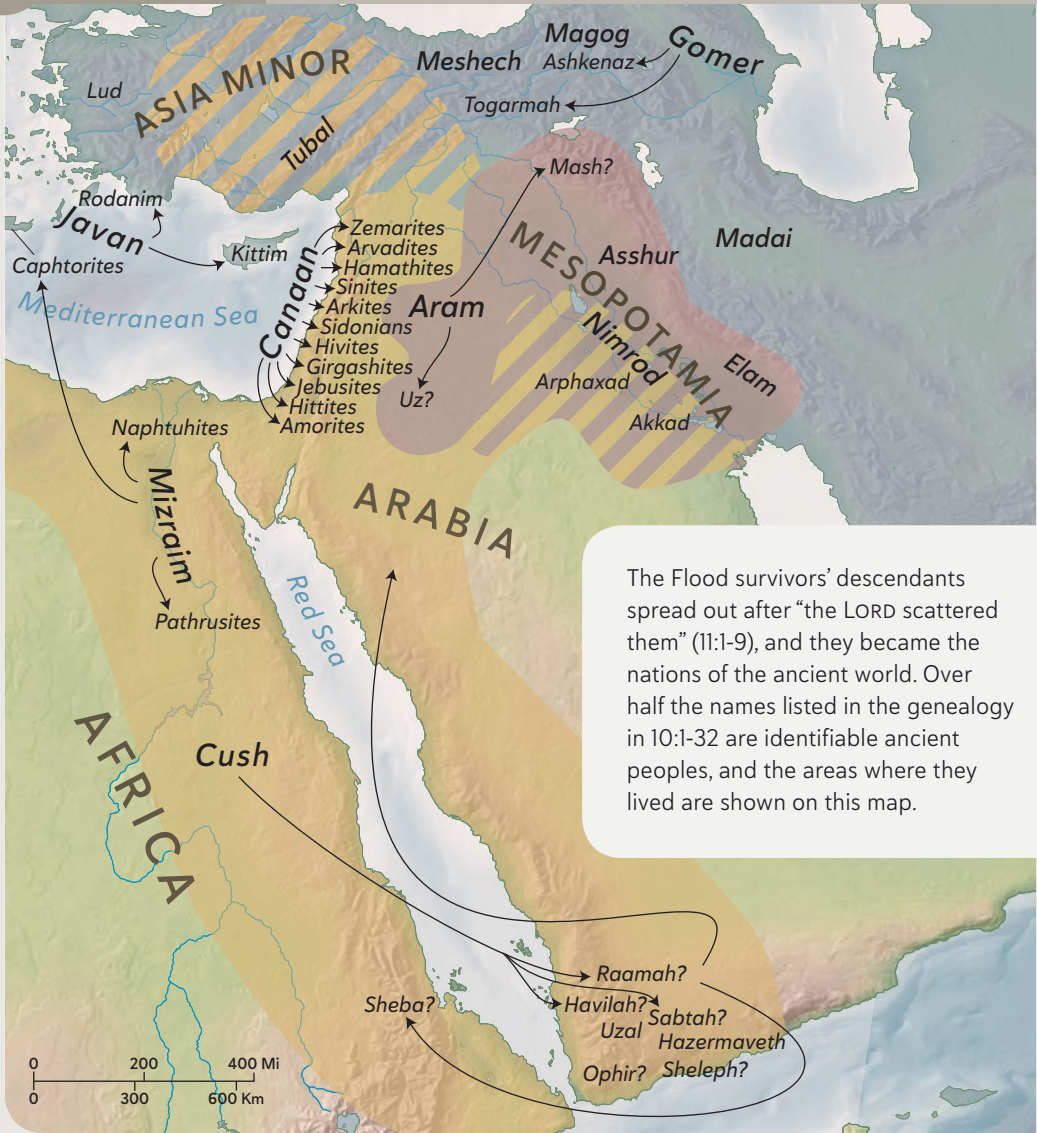 Magog
Gomer
Meshech
Ashkenaz
Lud
ASIA MINOR
Togarmah
Tubal
Mash?
Rodanim
Javan
Kittim
Caphtorites
Mediterranean Sea
Canaan
Zemarites
Arvadites
Hamathites
Sinites
Arkites
Sidonians
Hivites
Girgashites
Jebusites
Hittites
Amorites
MESOPOTAMIA
Asshur
Madai
Aram
Nimrod
Elam
Uz?
Arphaxad
Akkad
Naphtuhites
Mizraim
ARABIA
Pathrusites
Red Sea
The Flood survivors’ descendants
spread out after “the LORD scattered
them” (11:1-9), and they became the
nations of the ancient world. Over
half the names listed in the genealogy
in 10:1-32 are identifiable ancient
peoples, and the areas where they
lived are shown on this map.
AFRICA
Cush
Raamah?
Sheba?
Havilah?
Sabtah?
Uzal
Hazermaveth
Ophir?
Sheleph?
0 200 400 Mi
0 300 600 Km